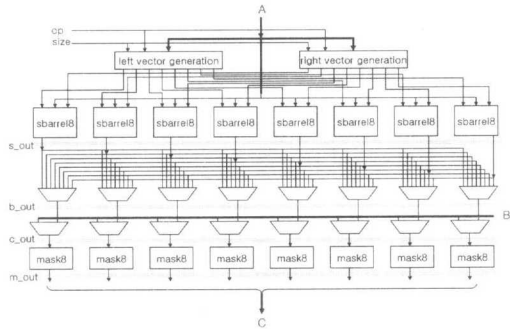 A
op
size
left vector generation
right vector generation
sbarrel8 sbarrel8 sbarrel8 sbarrel8 sbarrel8 sbarrel8 sbarrel8 sbarrel8
s_out
b_out
B
c_out
mask8 mask8 mask8 mask8 mask8 mask8 mask8 mask8
m_out
C